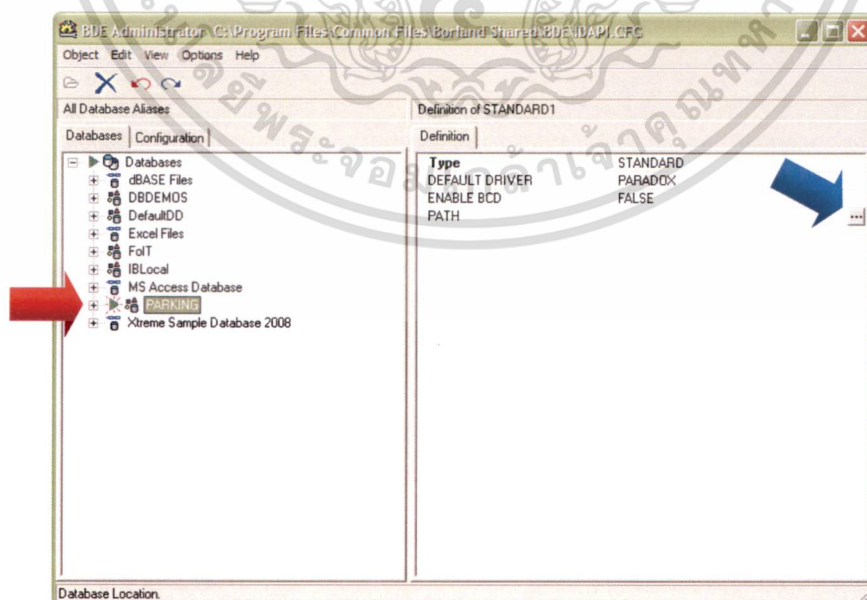 BDE Administrator C:\Program Files\Common Files\Borland Shared\BDE\IDAPI.CFG
Object Edit View Options Help
All Database Aliases
Definition of STANDARD1
Databases
Configuration
Definition
Databases
dBASE Files
DBDEMOS
DefaultDD
Excel Files
FoIT
IBLocal
MS Access Database
PARKING
Xtreme Sample Database 2008
Type STANDARD
DEFAULT DRIVER PARADOX
ENABLE BCD FALSE
PATH
...
Database Location.